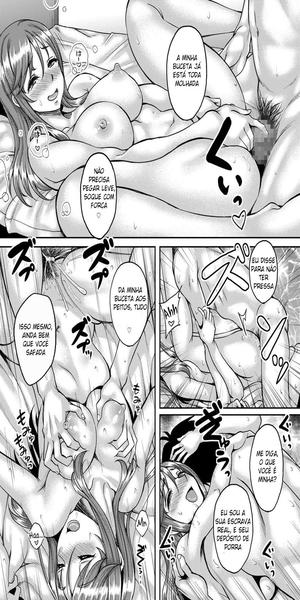 A MINHA
BUCETA JÁ
ESTÁ TODA
MOLHADA
NÃO
PRECISA
PEGAR LEVE,
SOQUE COM
FORÇA
EU DISSE
PARA NÃO
TER
PRESSA
DA MINHA
BUCETA AOS
PEITOS, TUDO
ISSO MESMO,
AINDA BEM
QUE VOCÊ
SAFADA
ME DIGA,
O QUE VOCÊ
É MINHA?
EU SOU A
SUA ESCRAVA
REAL, E SEU
DEPÓSITO DE
PORRA